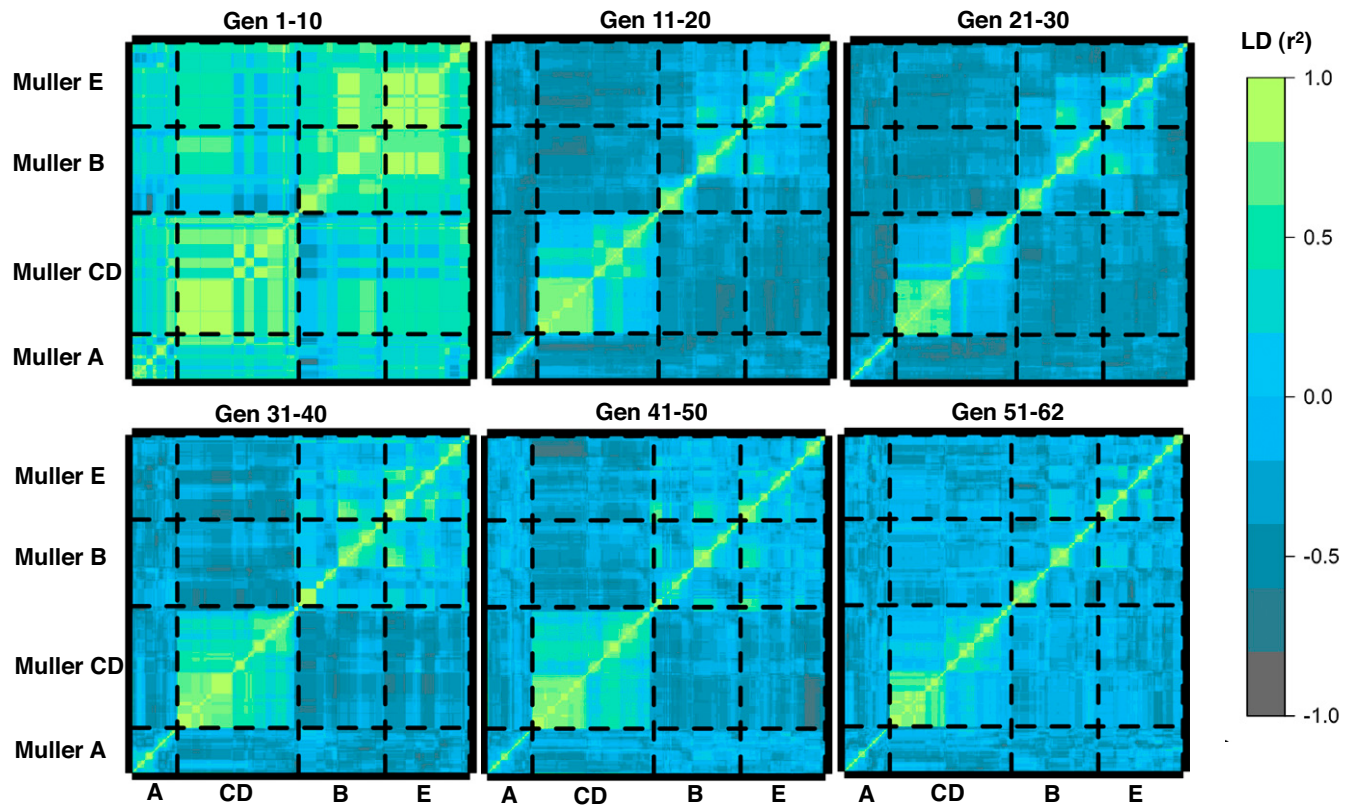 Gen 1-10 Gen 11-20 Gen 21-30
LD (r²)
Muller E
Muller B
Muller CD
Muller A
1.0
0.5
0.0
-0.5
-1.0
Gen 31-40 Gen 41-50 Gen 51-62
Muller E
Muller B
Muller CD
Muller A
A CD B E A CD B E A CD B E